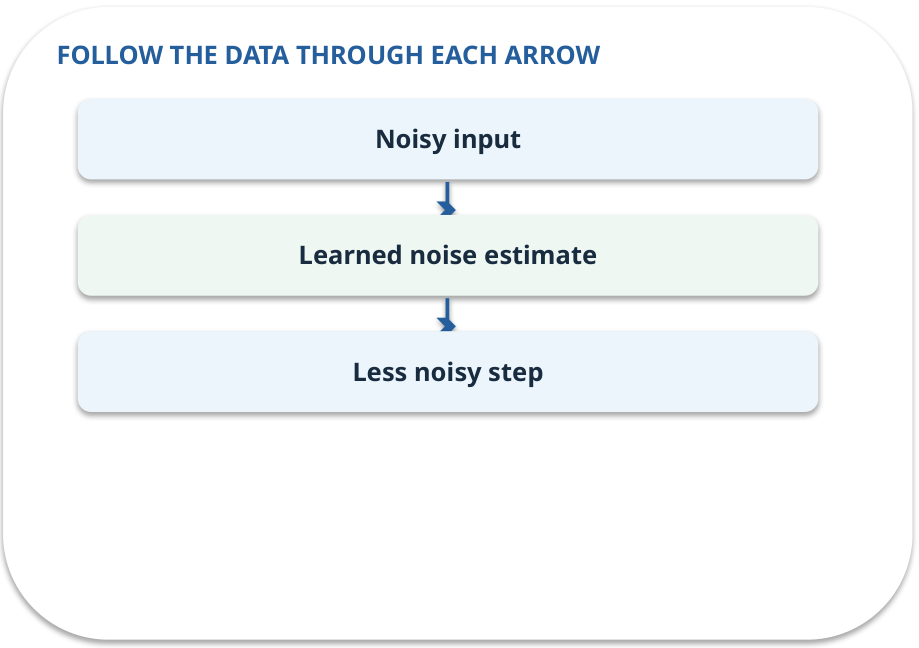 FOLLOW THE DATA THROUGH EACH ARROW
Noisy input
Learned noise estimate
Less noisy step